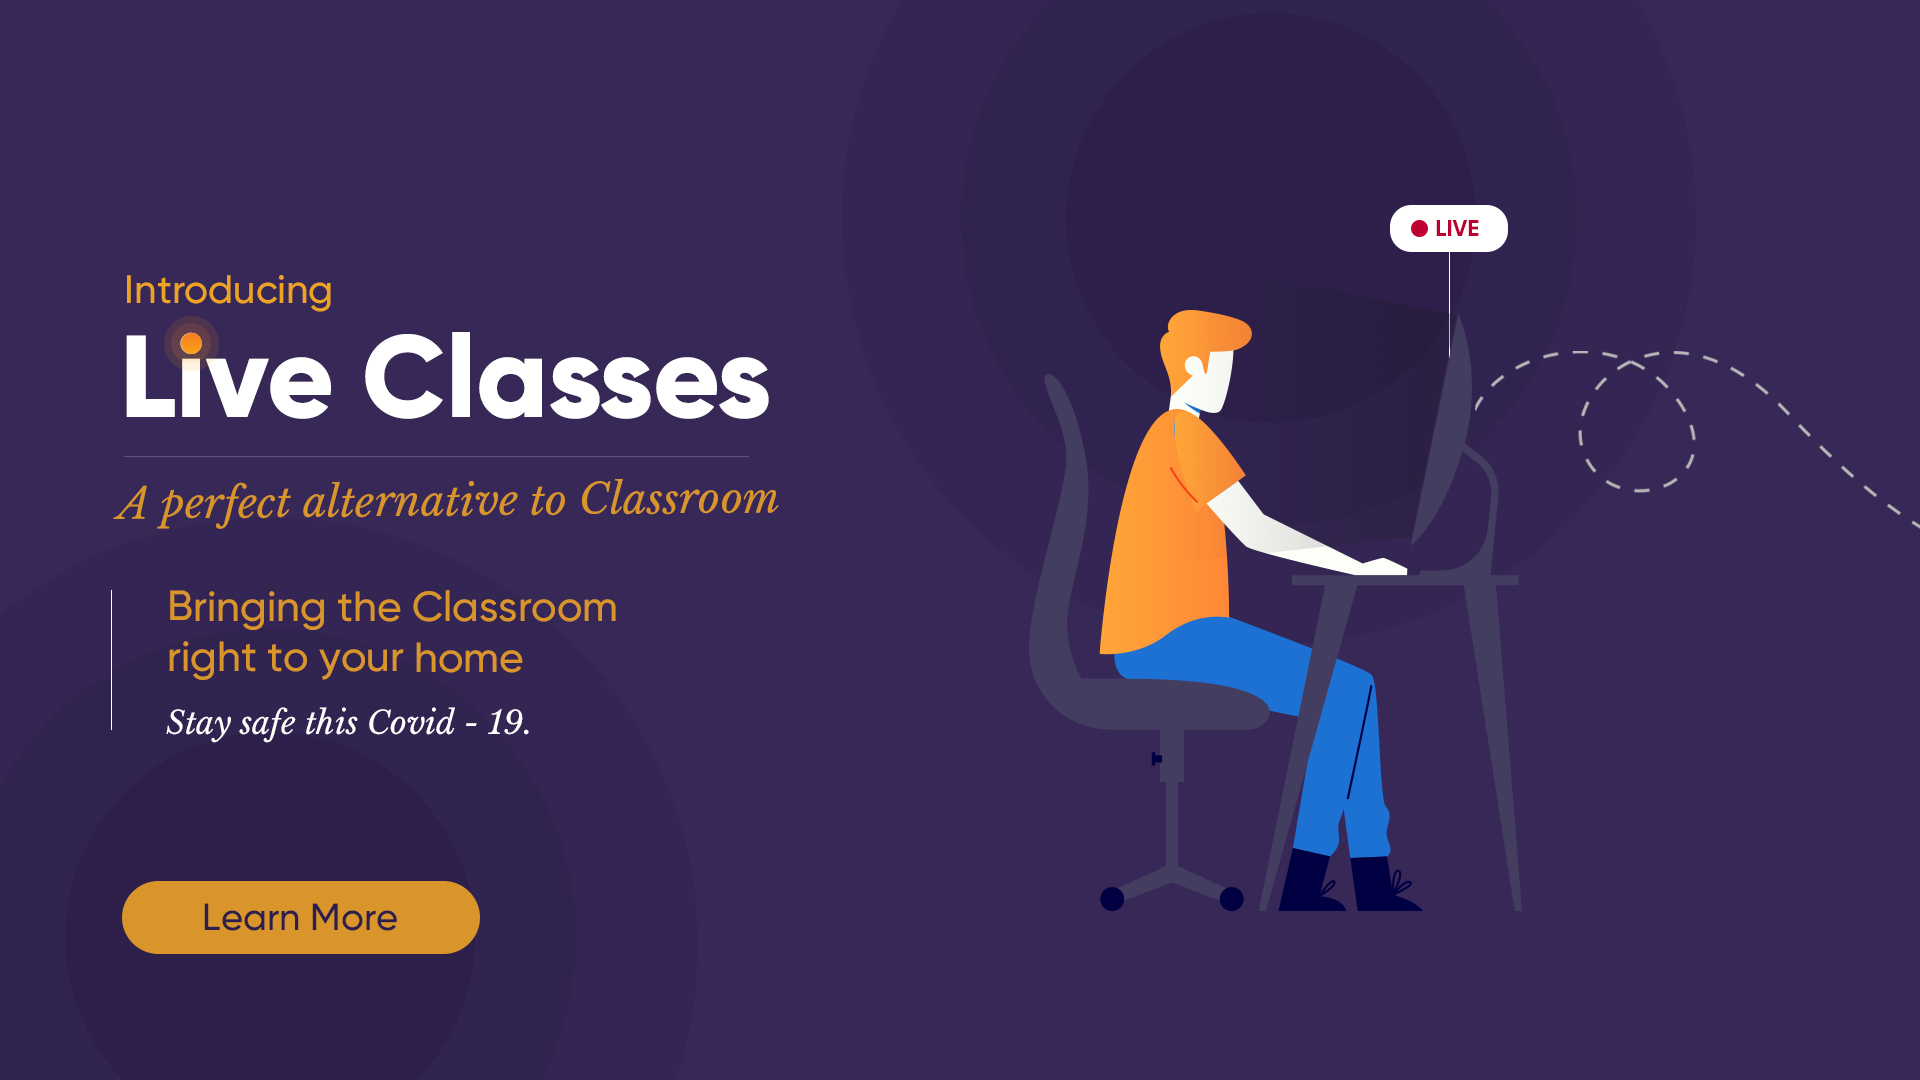 Introducing
Live Classes
A perfect alternative to Classroom
Bringing the Classroom
right to your home
Stay safe this Covid - 19.
Learn More
LIVE